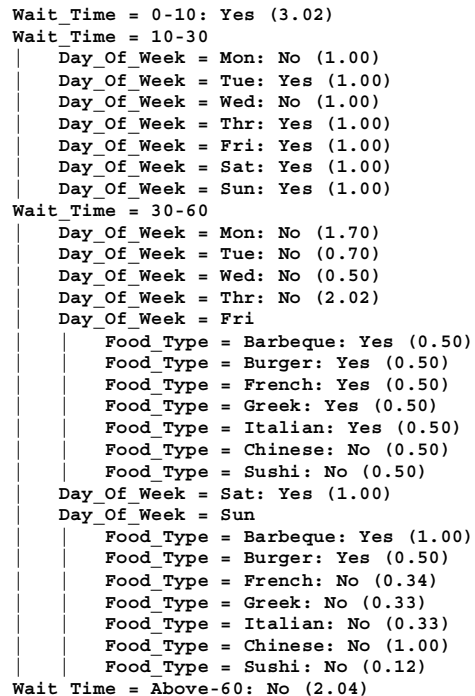 Wait_Time = 0-10: Yes (3.02)
Wait_Time = 10-30
|   Day_Of_Week = Mon: No (1.00)
|   Day_Of_Week = Tue: Yes (1.00)
|   Day_Of_Week = Wed: No (1.00)
|   Day_Of_Week = Thr: Yes (1.00)
|   Day_Of_Week = Fri: Yes (1.00)
|   Day_Of_Week = Sat: Yes (1.00)
|   Day_Of_Week = Sun: Yes (1.00)
Wait_Time = 30-60
|   Day_Of_Week = Mon: No (1.70)
|   Day_Of_Week = Tue: No (0.70)
|   Day_Of_Week = Wed: No (0.50)
|   Day_Of_Week = Thr: No (2.02)
|   Day_Of_Week = Fri
|   |   Food_Type = Barbeque: Yes (0.50)
|   |   Food_Type = Burger: Yes (0.50)
|   |   Food_Type = French: Yes (0.50)
|   |   Food_Type = Greek: Yes (0.50)
|   |   Food_Type = Italian: Yes (0.50)
|   |   Food_Type = Chinese: No (0.50)
|   |   Food_Type = Sushi: No (0.50)
|   Day_Of_Week = Sat: Yes (1.00)
|   Day_Of_Week = Sun
|   |   Food_Type = Barbeque: Yes (1.00)
|   |   Food_Type = Burger: Yes (0.50)
|   |   Food_Type = French: No (0.34)
|   |   Food_Type = Greek: No (0.33)
|   |   Food_Type = Italian: No (0.33)
|   |   Food_Type = Chinese: No (1.00)
|   |   Food_Type = Sushi: No (0.12)
Wait_Time = Above-60: No (2.04)